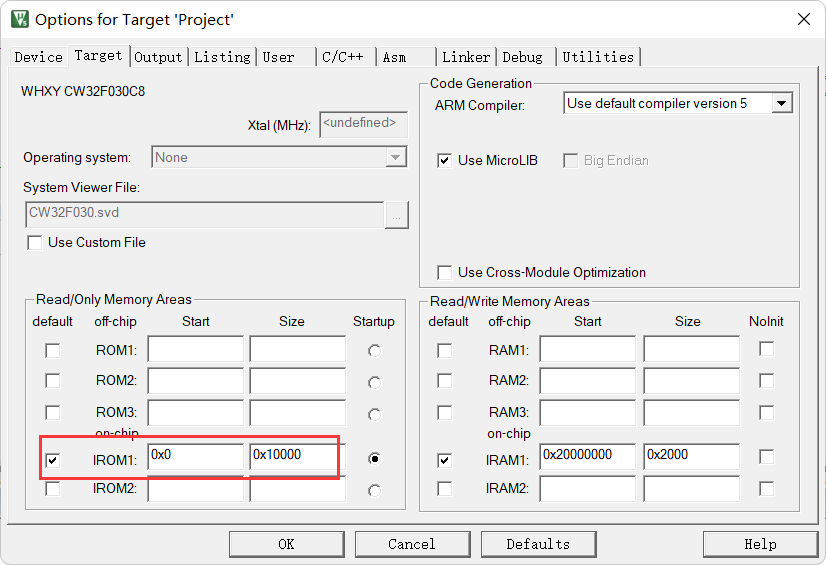 Options for Target 'Project'
Device Target Output Listing User C/C++ Asm Linker Debug Utilities
WHXY CW32F030C8
Xtal (MHz): <undefined>
Operating system: None
System Viewer File:
CW32F030.svd ...
Use Custom File
Code Generation
ARM Compiler: Use default compiler version 5
Use MicroLIB Big Endian
Use Cross-Module Optimization
Read/Only Memory Areas
default off-chip Start Size Startup
ROM1:
ROM2:
ROM3:
on-chip
IROM1: 0x0 0x10000
IROM2:
Read/Write Memory Areas
default off-chip Start Size NoInit
RAM1:
RAM2:
RAM3:
on-chip
IRAM1: 0x20000000 0x2000
IRAM2:
OK Cancel Defaults Help